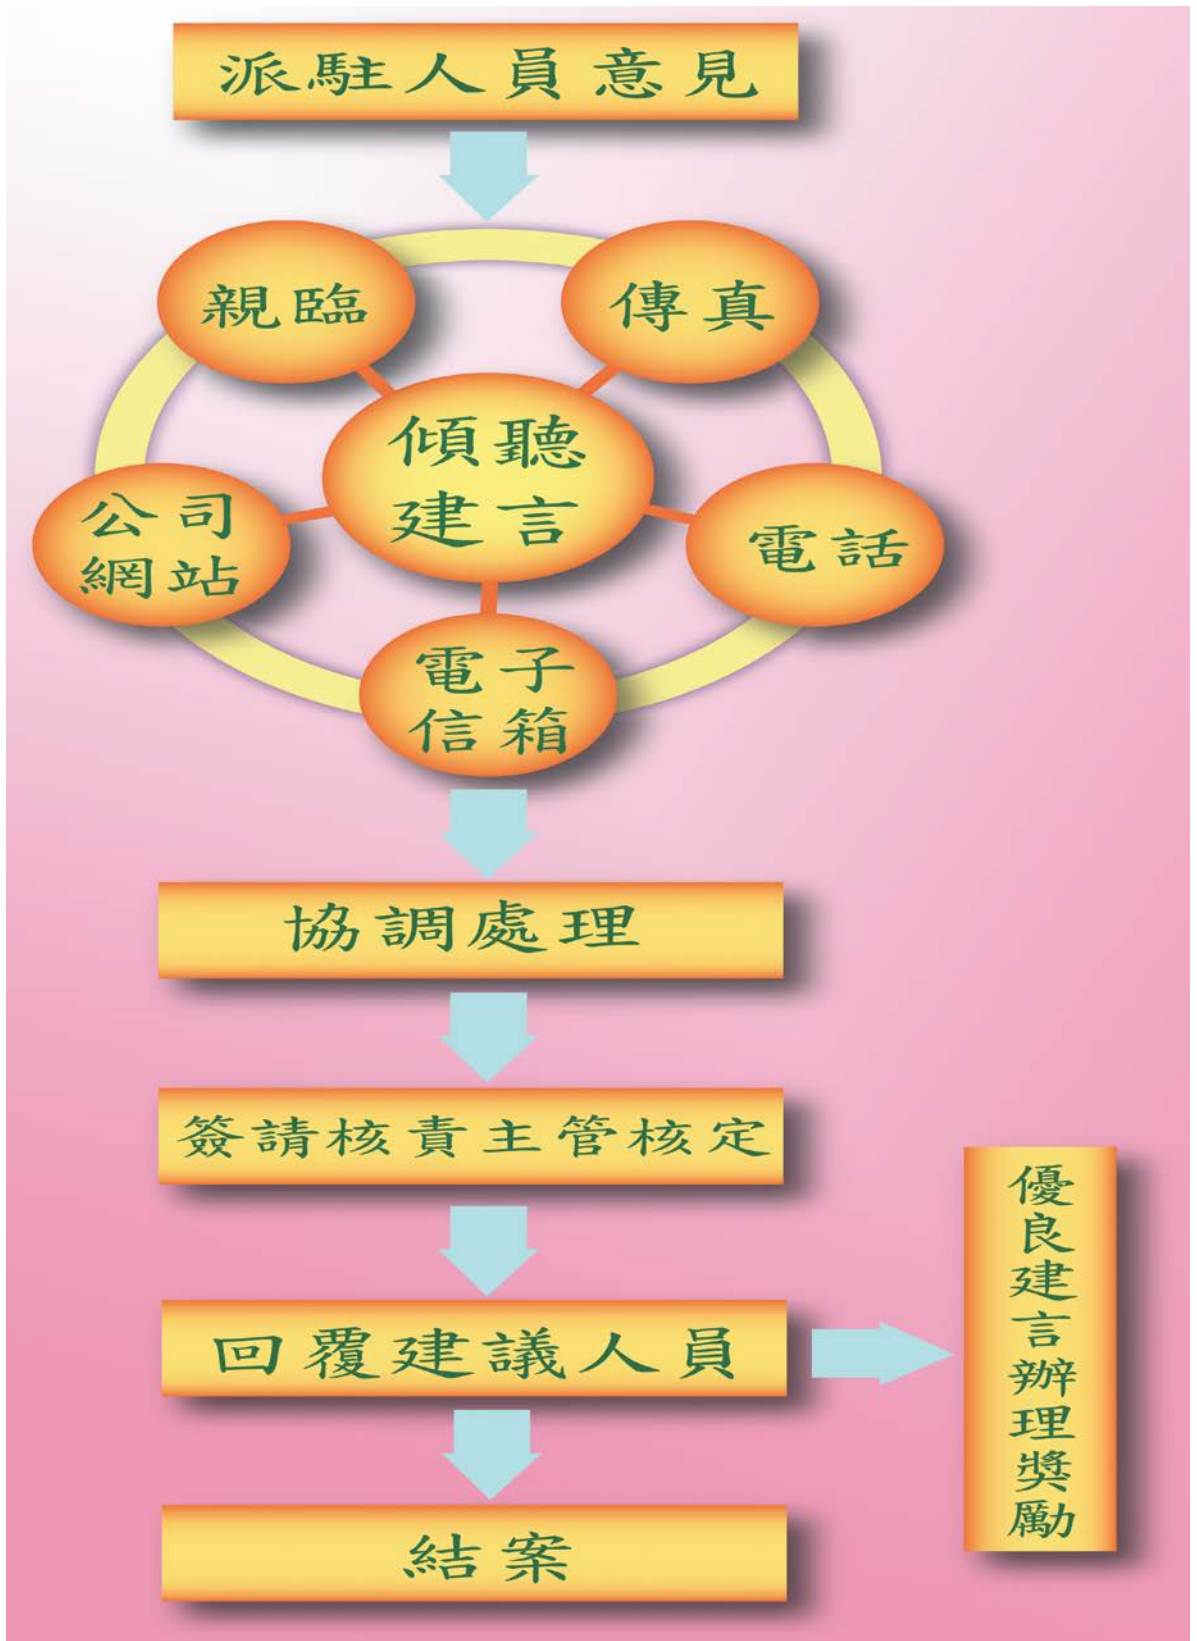 派駐人員意見
親臨
傳真
傾聽
建言
公司
網站
電話
電子
信箱
協調處理
簽請核責主管核定
回覆建議人員
優良建言辦理獎勵
結案